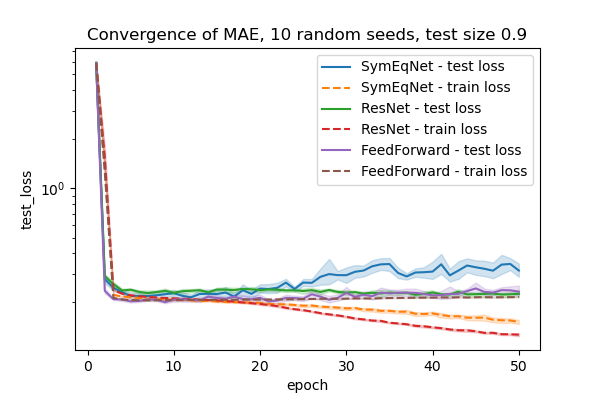 Convergence of MAE, 10 random seeds, test size 0.9
SymEqNet - test loss
SymEqNet - train loss
ResNet - test loss
ResNet - train loss
FeedForward - test loss
FeedForward - train loss
test_loss
10⁰
0 10 20 30 40 50
epoch